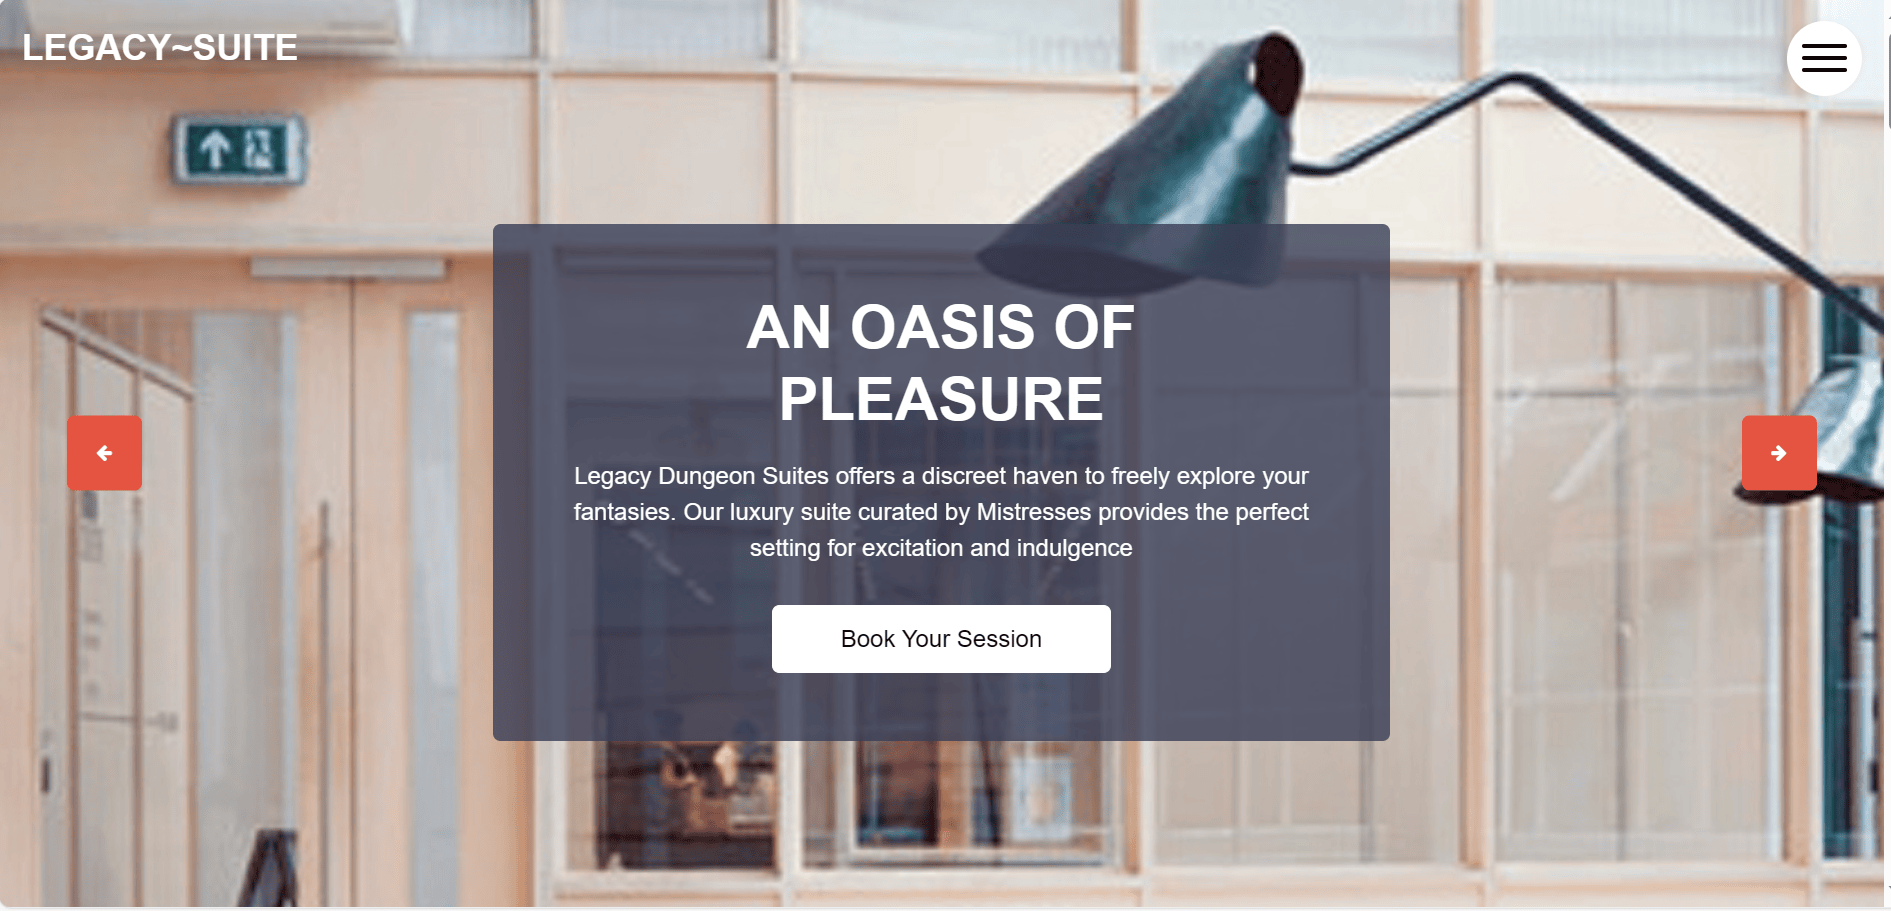 LEGACY~SUITE
AN OASIS OF
PLEASURE
Legacy Dungeon Suites offers a discreet haven to freely explore your
fantasies. Our luxury suite curated by Mistresses provides the perfect
setting for excitation and indulgence
Book Your Session